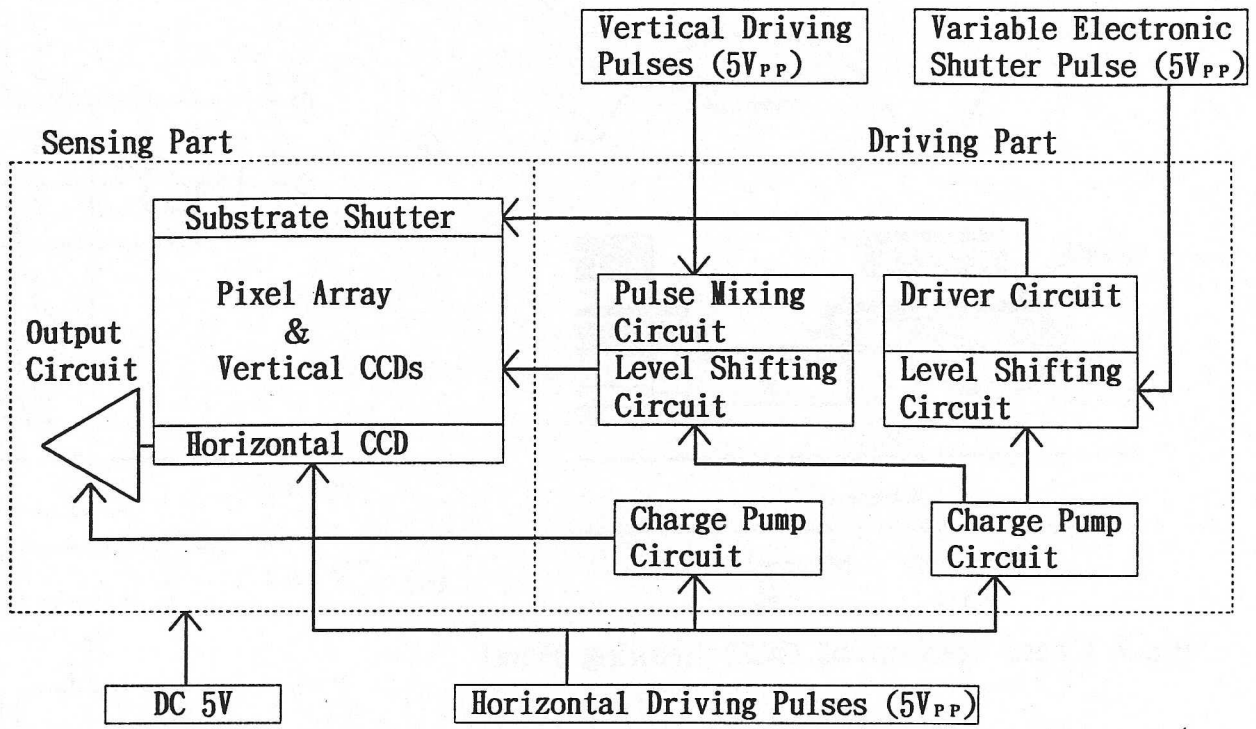 Vertical Driving
Pulses (5VPP)
Variable Electronic
Shutter Pulse (5VPP)
Sensing Part
Driving Part
Substrate Shutter
Pixel Array
&
Vertical CCDs
Horizontal CCD
Output
Circuit
Pulse Mixing
Circuit
Level Shifting
Circuit
Driver Circuit
Level Shifting
Circuit
Charge Pump
Circuit
Charge Pump
Circuit
DC 5V
Horizontal Driving Pulses (5VPP)